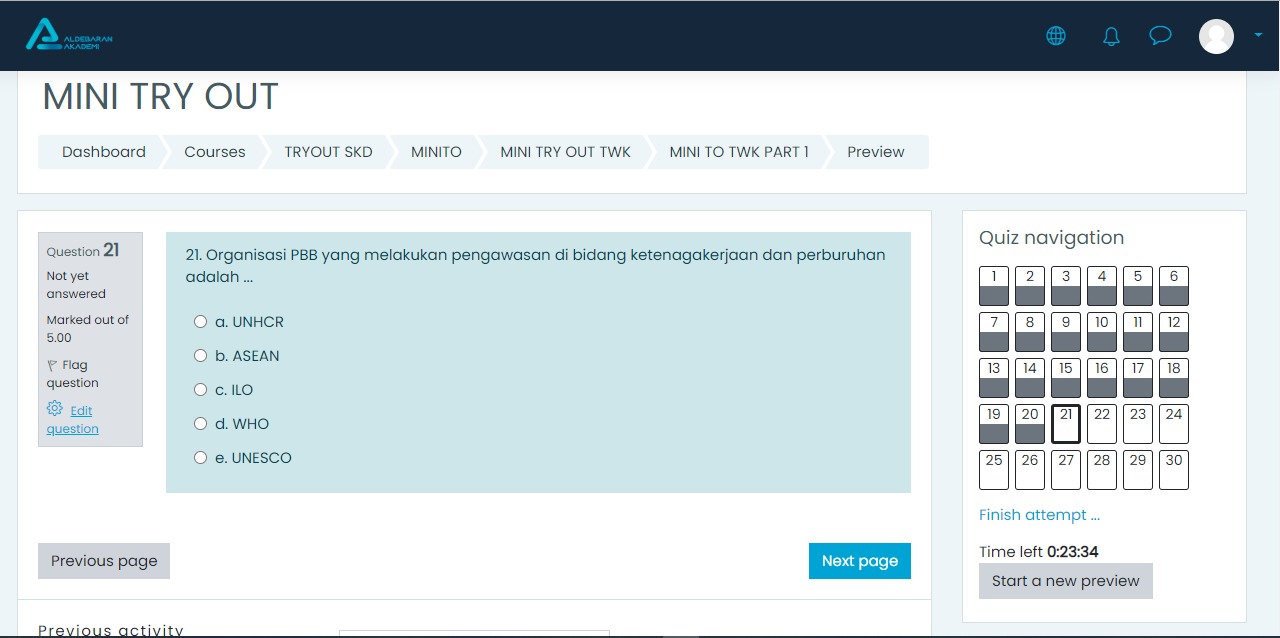 ALDEBARAN
AKADEMI
MINI TRY OUT
Dashboard
Courses
TRYOUT SKD
MINITO
MINI TRY OUT TWK
MINI TO TWK PART 1
Preview
Question 21
Not yet
answered
Marked out of
5.00
Flag
question
Edit
question
21. Organisasi PBB yang melakukan pengawasan di bidang ketenagakerjaan dan perburuhan
adalah ...
a. UNHCR
b. ASEAN
c. ILO
d. WHO
e. UNESCO
Previous page
Next page
Previous activity
Quiz navigation
1 2 3 4 5 6
7 8 9 10 11 12
13 14 15 16 17 18
19 20 21 22 23 24
25 26 27 28 29 30
Finish attempt ...
Time left 0:23:34
Start a new preview